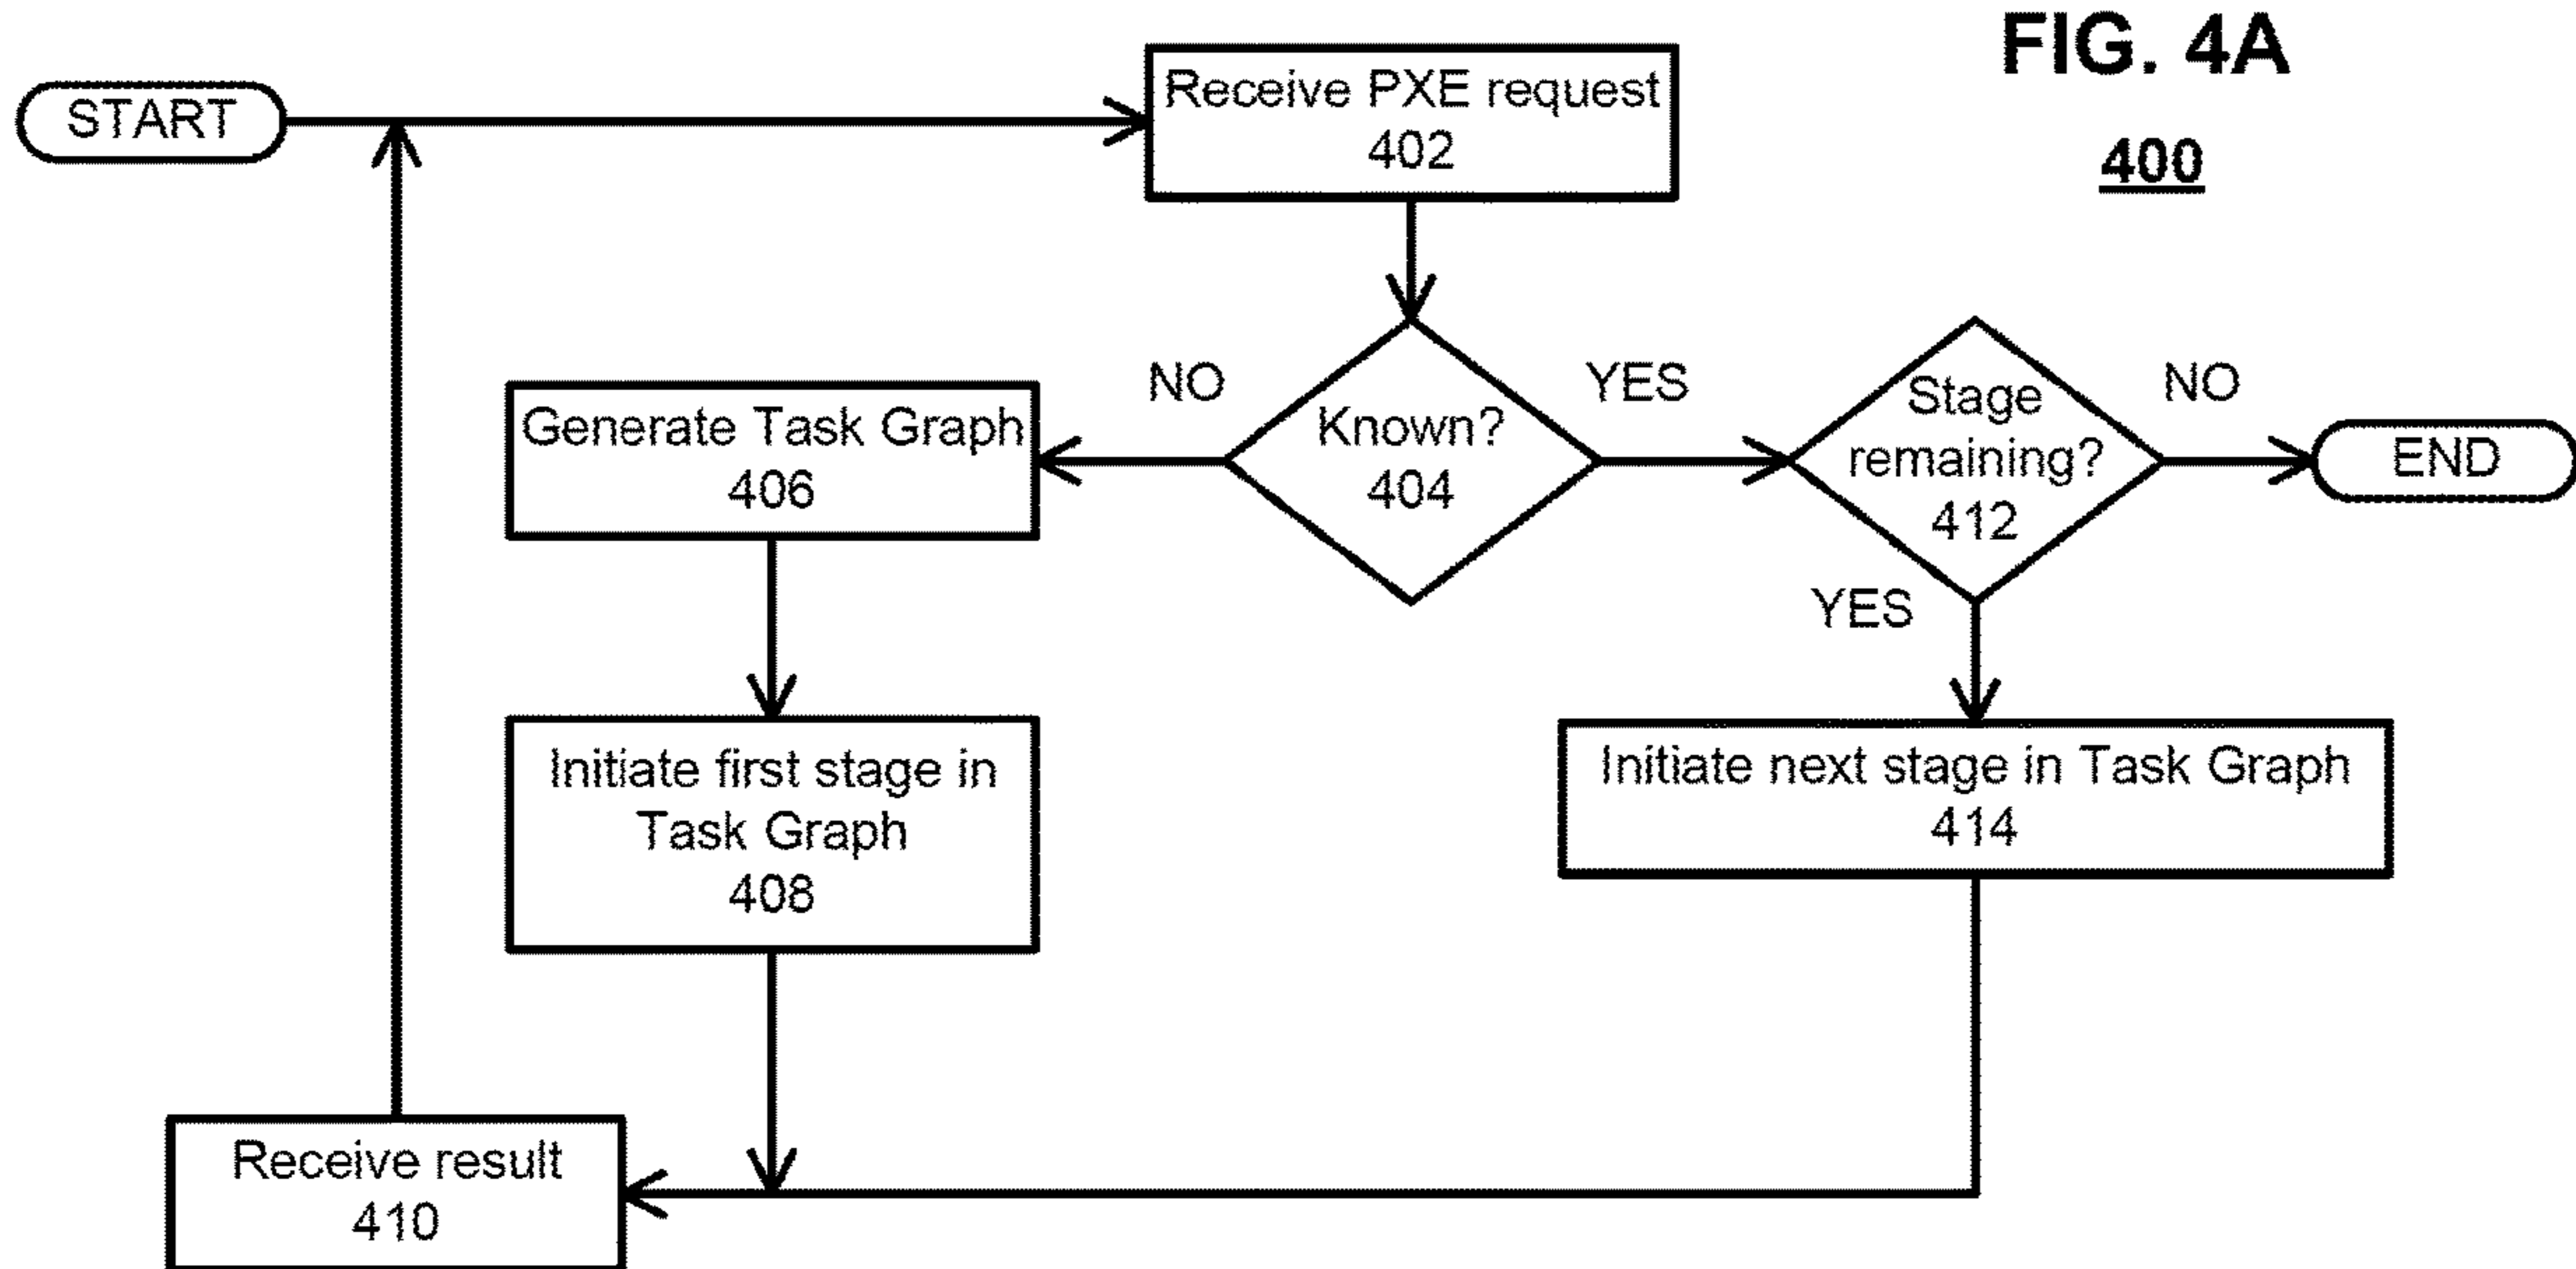 FIG. 4A
400
START
Receive PXE request
402
NO
Known?
404
YES
Stage
remaining?
412
NO
END
YES
Generate Task Graph
406
Initiate first stage in
Task Graph
408
Initiate next stage in Task Graph
414
Receive result
410